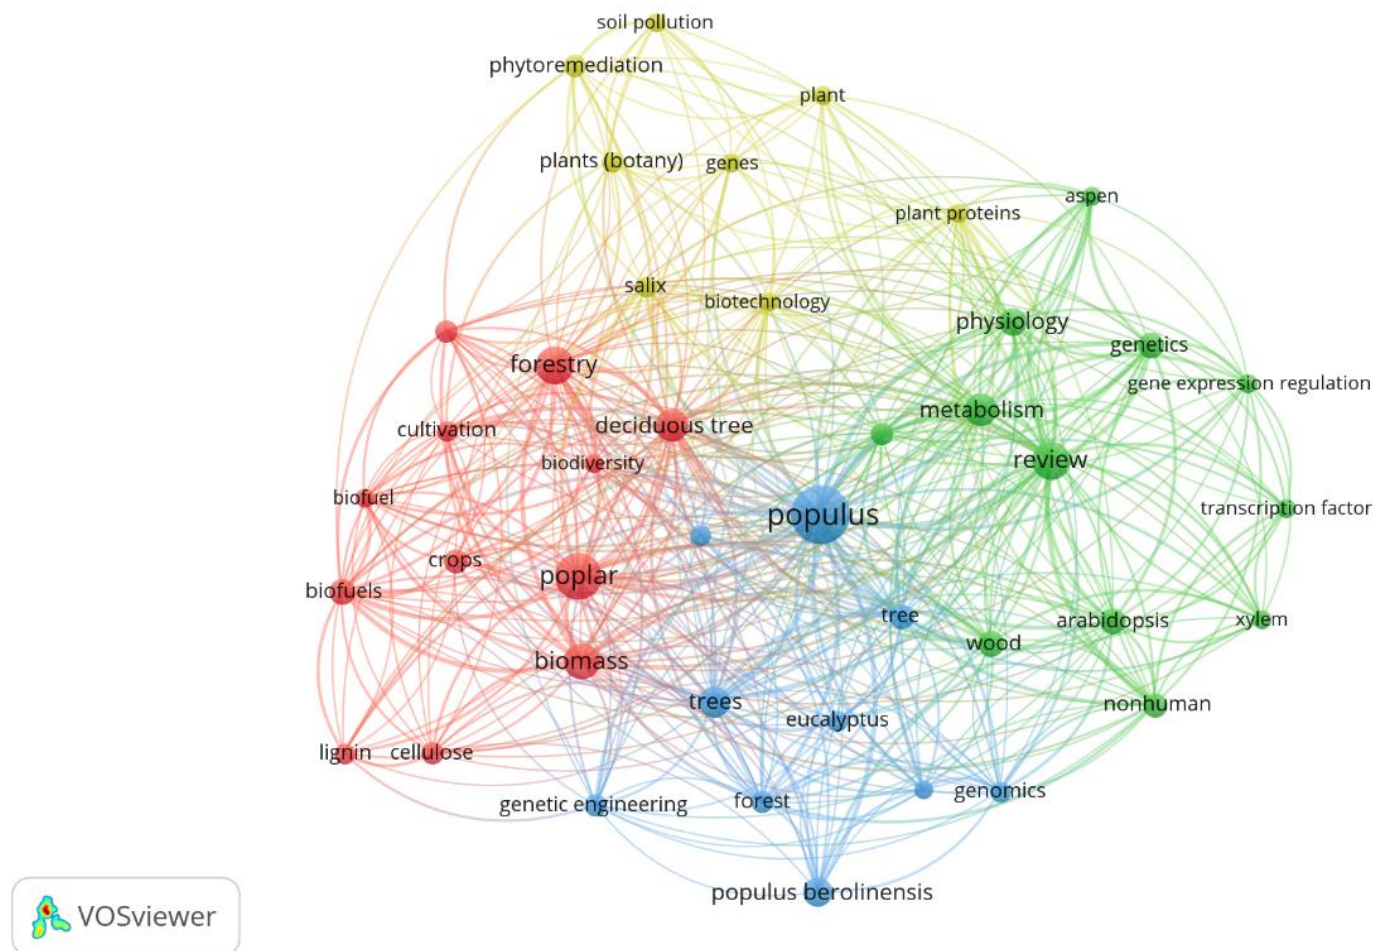 soil pollution
phytoremediation
plant
plants (botany)
genes
aspen
plant proteins
salix
biotechnology
physiology
genetics
forestry
gene expression regulation
metabolism
deciduous tree
cultivation
biodiversity
review
biofuel
populus
transcription factor
crops
poplar
biofuels
tree
arabidopsis
xylem
wood
biomass
trees
nonhuman
eucalyptus
lignin
cellulose
genomics
genetic engineering
forest
populus berolinensis
VOSviewer